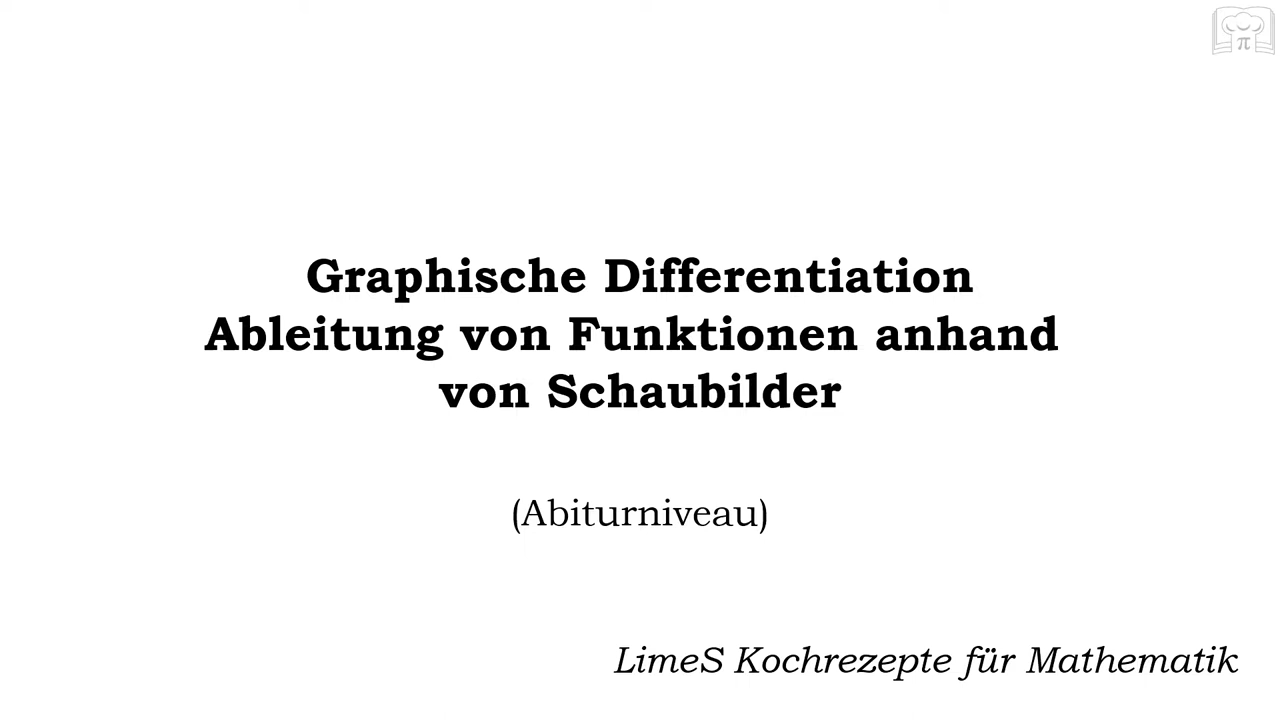 Graphische Differentiation
Ableitung von Funktionen anhand
von Schaubilder
(Abiturniveau)
LimeS Kochrezepte für Mathematik
π